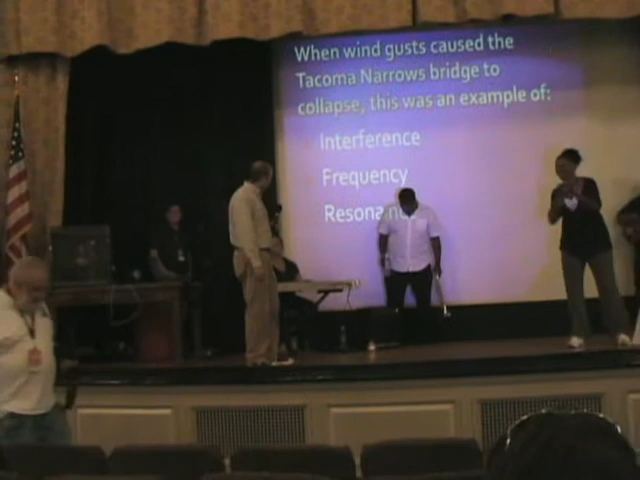 When wind gusts caused the
Tacoma Narrows bridge to
collapse, this was an example of:
Interference
Frequency